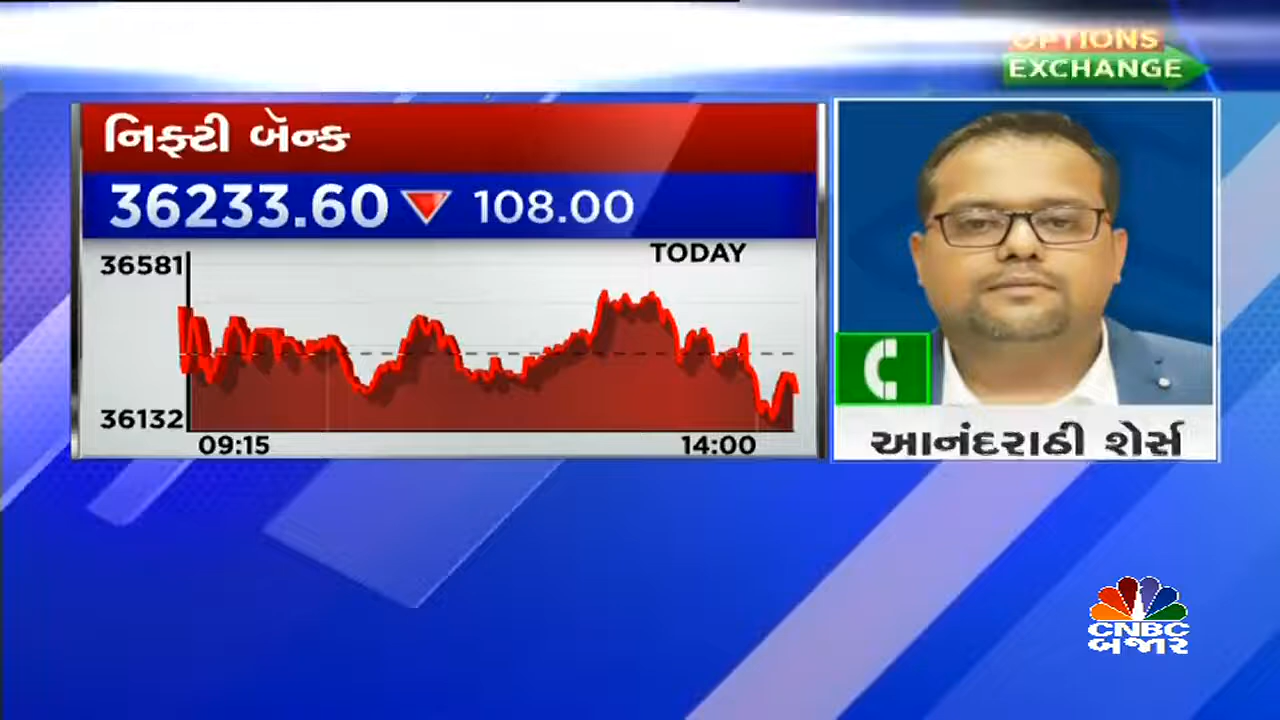 OPTIONS
EXCHANGE
નિફ્ટી બૅન્ક
36233.60 108.00
TODAY
36581
36132
09:15 14:00
આનંદરાઠી શેર્સ
CNBC
બજાર